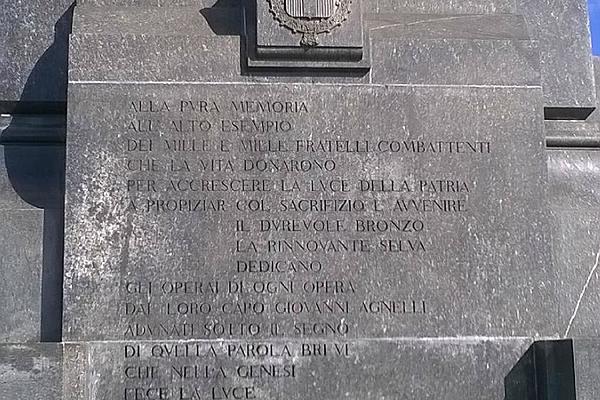 ALLA PVRA MEMORIA
ALL'ALTO ESEMPIO
DEI MILLE E MILLE FRATELLI COMBATTENTI
CHE LA VITA DONARONO
PER ACCRESCERE LA LVCE DELLA PATRIA
A PROPIZIAR COL SACRIFIZIO L'AVVENIRE
IL DVREVOLE BRONZO
LA RINNOVANTE SELVA
DEDICANO
GLI OPERAI DI OGNI OPERA
DAL LORO CAPO GIOVANNI AGNELLI
ADVNATI SOTTO IL SEGNO
DI QVELLA PAROLA BREVE
CHE NELLA GENESI
FECE LA LVCE